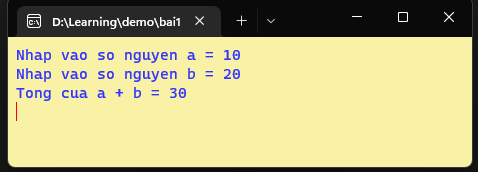 D:\Learning\demo\bai1
Nhap vao so nguyen a = 10
Nhap vao so nguyen b = 20
Tong cua a + b = 30